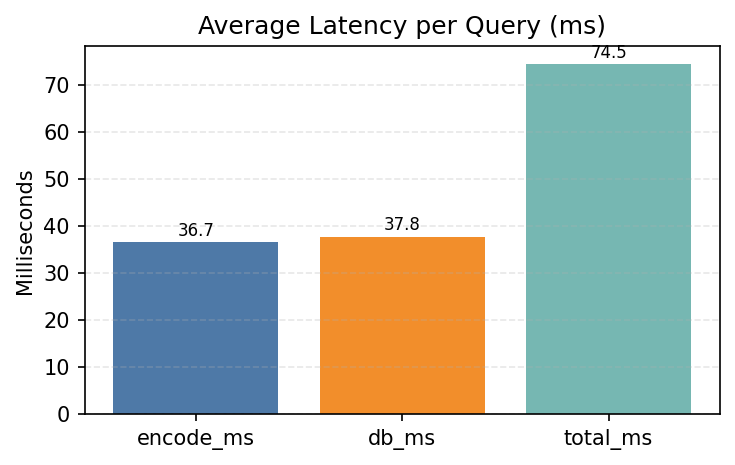 Average Latency per Query (ms)
74.5
70
60
50
40
30
20
10
0
Milliseconds
36.7
37.8
encode_ms
db_ms
total_ms